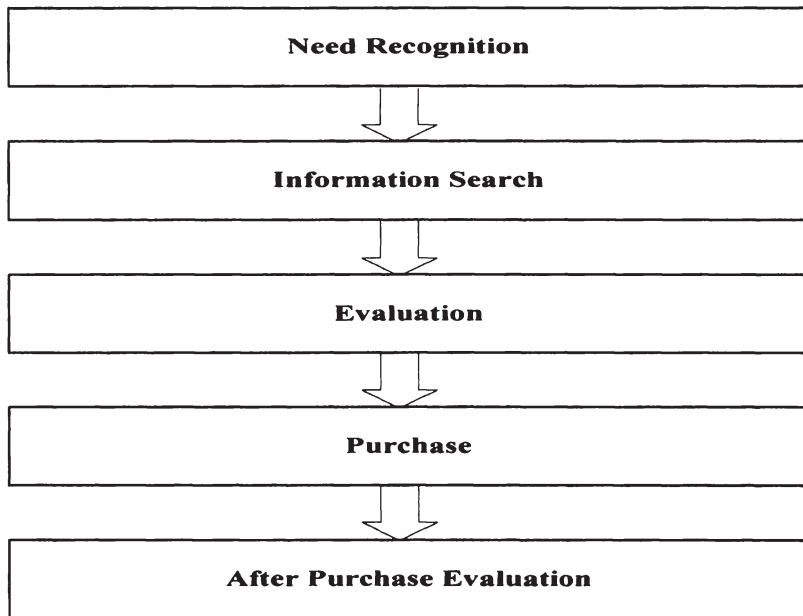 Need Recognition
Information Search
Evaluation
Purchase
After Purchase Evaluation